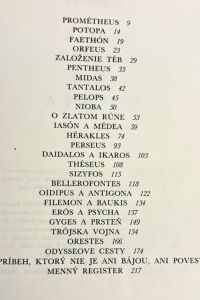 PROMÉTHEUS 9
POTOPA 14
FAETHÓN 19
ORFEUS 23
ZALOŽENIE TÉB 29
PENTHEUS 33
MIDAS 38
TANTALOS 42
PELOPS 45
NIOBA 50
O ZLATOM RÚNE 53
IASÓN A MÉDEA 59
HÉRAKLES 74
PERSEUS 93
DAIDALOS A IKAROS 103
THÉSEUS 108
SIZYFOS 115
BELLEROFONTES 118
OIDIPUS A ANTIGONA 122
FILEMON A BAUKIS 134
ERÓS A PSYCHA 137
GYGES A PRSTEŇ 149
TRÓJSKA VOJNA 154
ORESTES 166
ODYSSEOVE CESTY 174
PRÍBEH, KTORÝ NIE JE ANI BÁJOU, ANI POVES
MENNÝ REGISTER 217